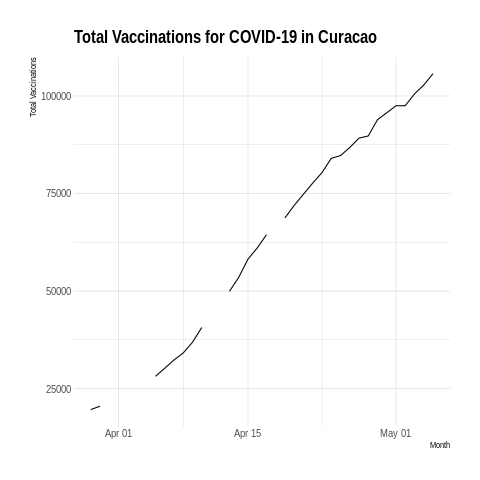 Total Vaccinations for COVID-19 in Curacao
Total Vaccinations
100000
75000
50000
25000
Apr 01
Apr 15
May 01
Month